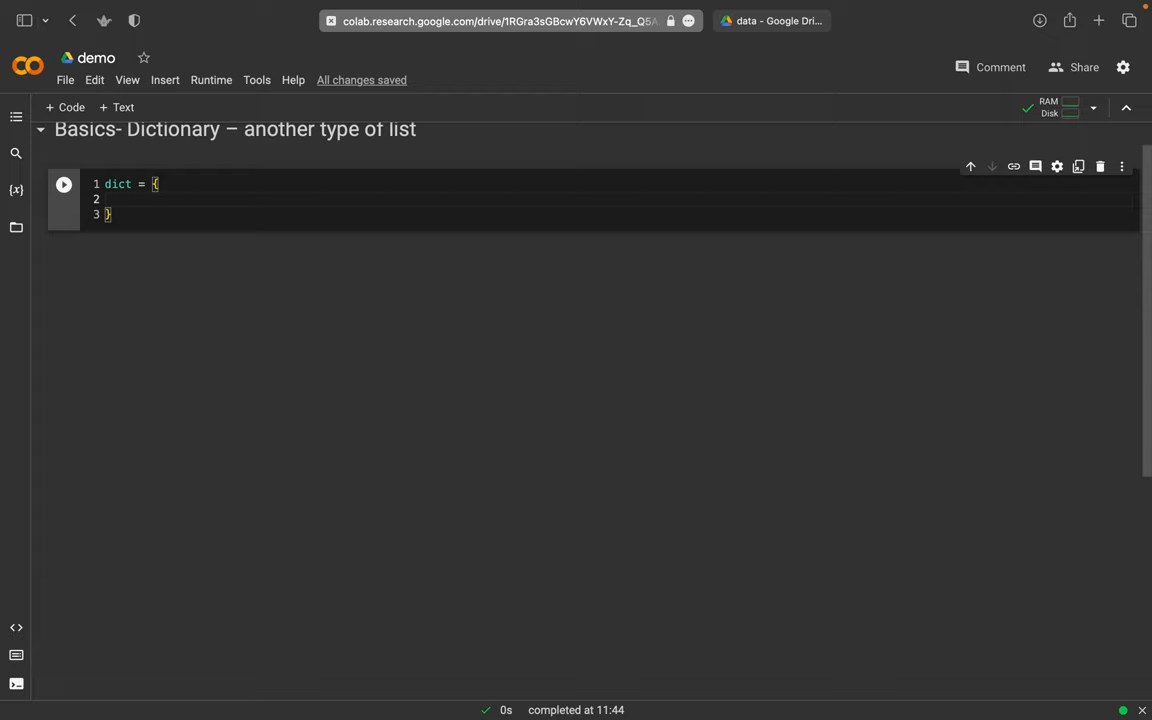 colab.research.google.com/drive/1RGra3sGBcwY6VWxY-Zq_Q5A
data - Google Dri...
demo
File Edit View Insert Runtime Tools Help All changes saved
Comment
Share
+ Code + Text
RAM
Disk
Basics- Dictionary – another type of list
1 dict = {
2
3 }
{x}
0s completed at 11:44